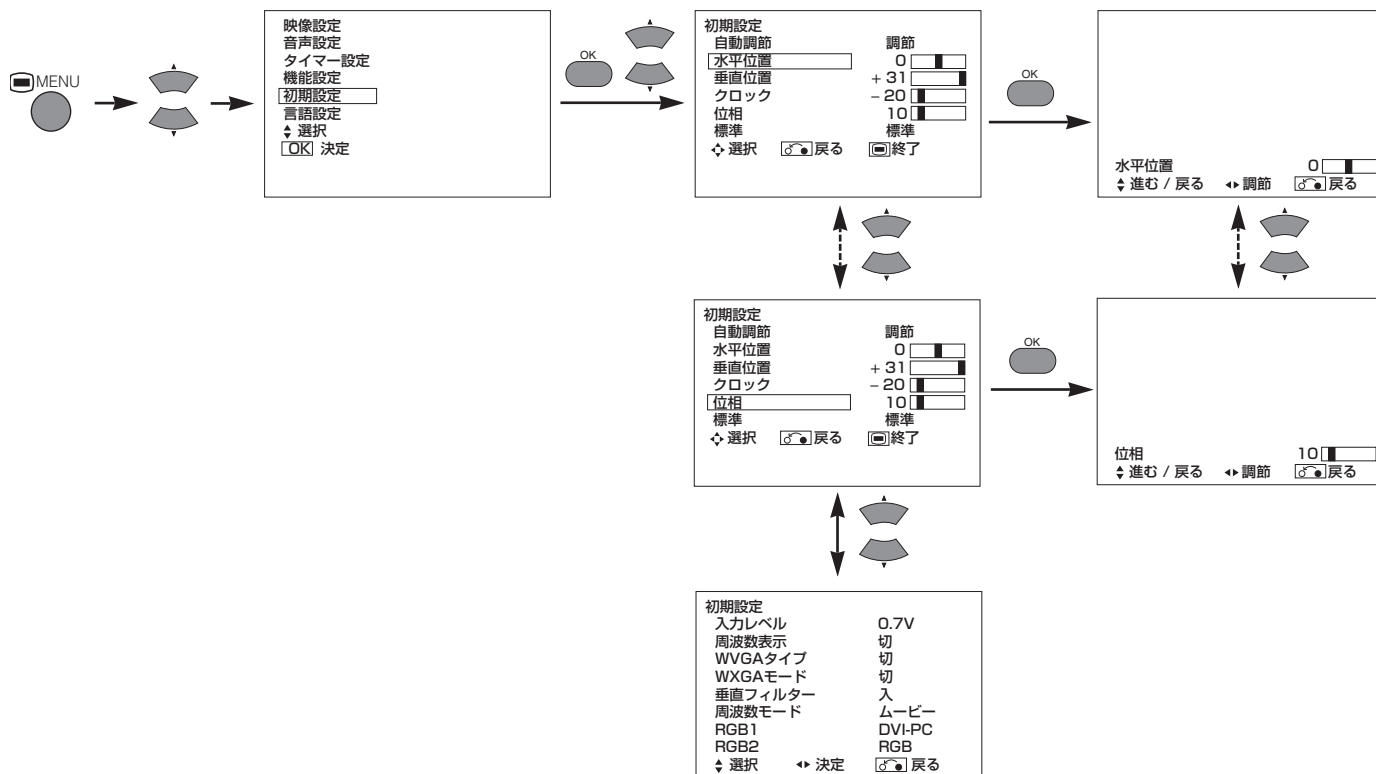 MENU
映像設定
音声設定
タイマー設定
機能設定
初期設定
言語設定
選択
OK 決定
OK
初期設定
自動調節 調節
水平位置 0
垂直位置 + 31
クロック − 20
位相 10
標準 標準
選択 戻る 終了
OK
水平位置 0
進む / 戻る 調節 戻る
初期設定
自動調節 調節
水平位置 0
垂直位置 + 31
クロック − 20
位相 10
標準 標準
選択 戻る 終了
OK
位相 10
進む / 戻る 調節 戻る
初期設定
入力レベル 0.7V
周波数表示 切
WVGAタイプ 切
WXGAモード 切
垂直フィルター 入
周波数モード ムービー
RGB1 DVI-PC
RGB2 RGB
選択 決定 戻る